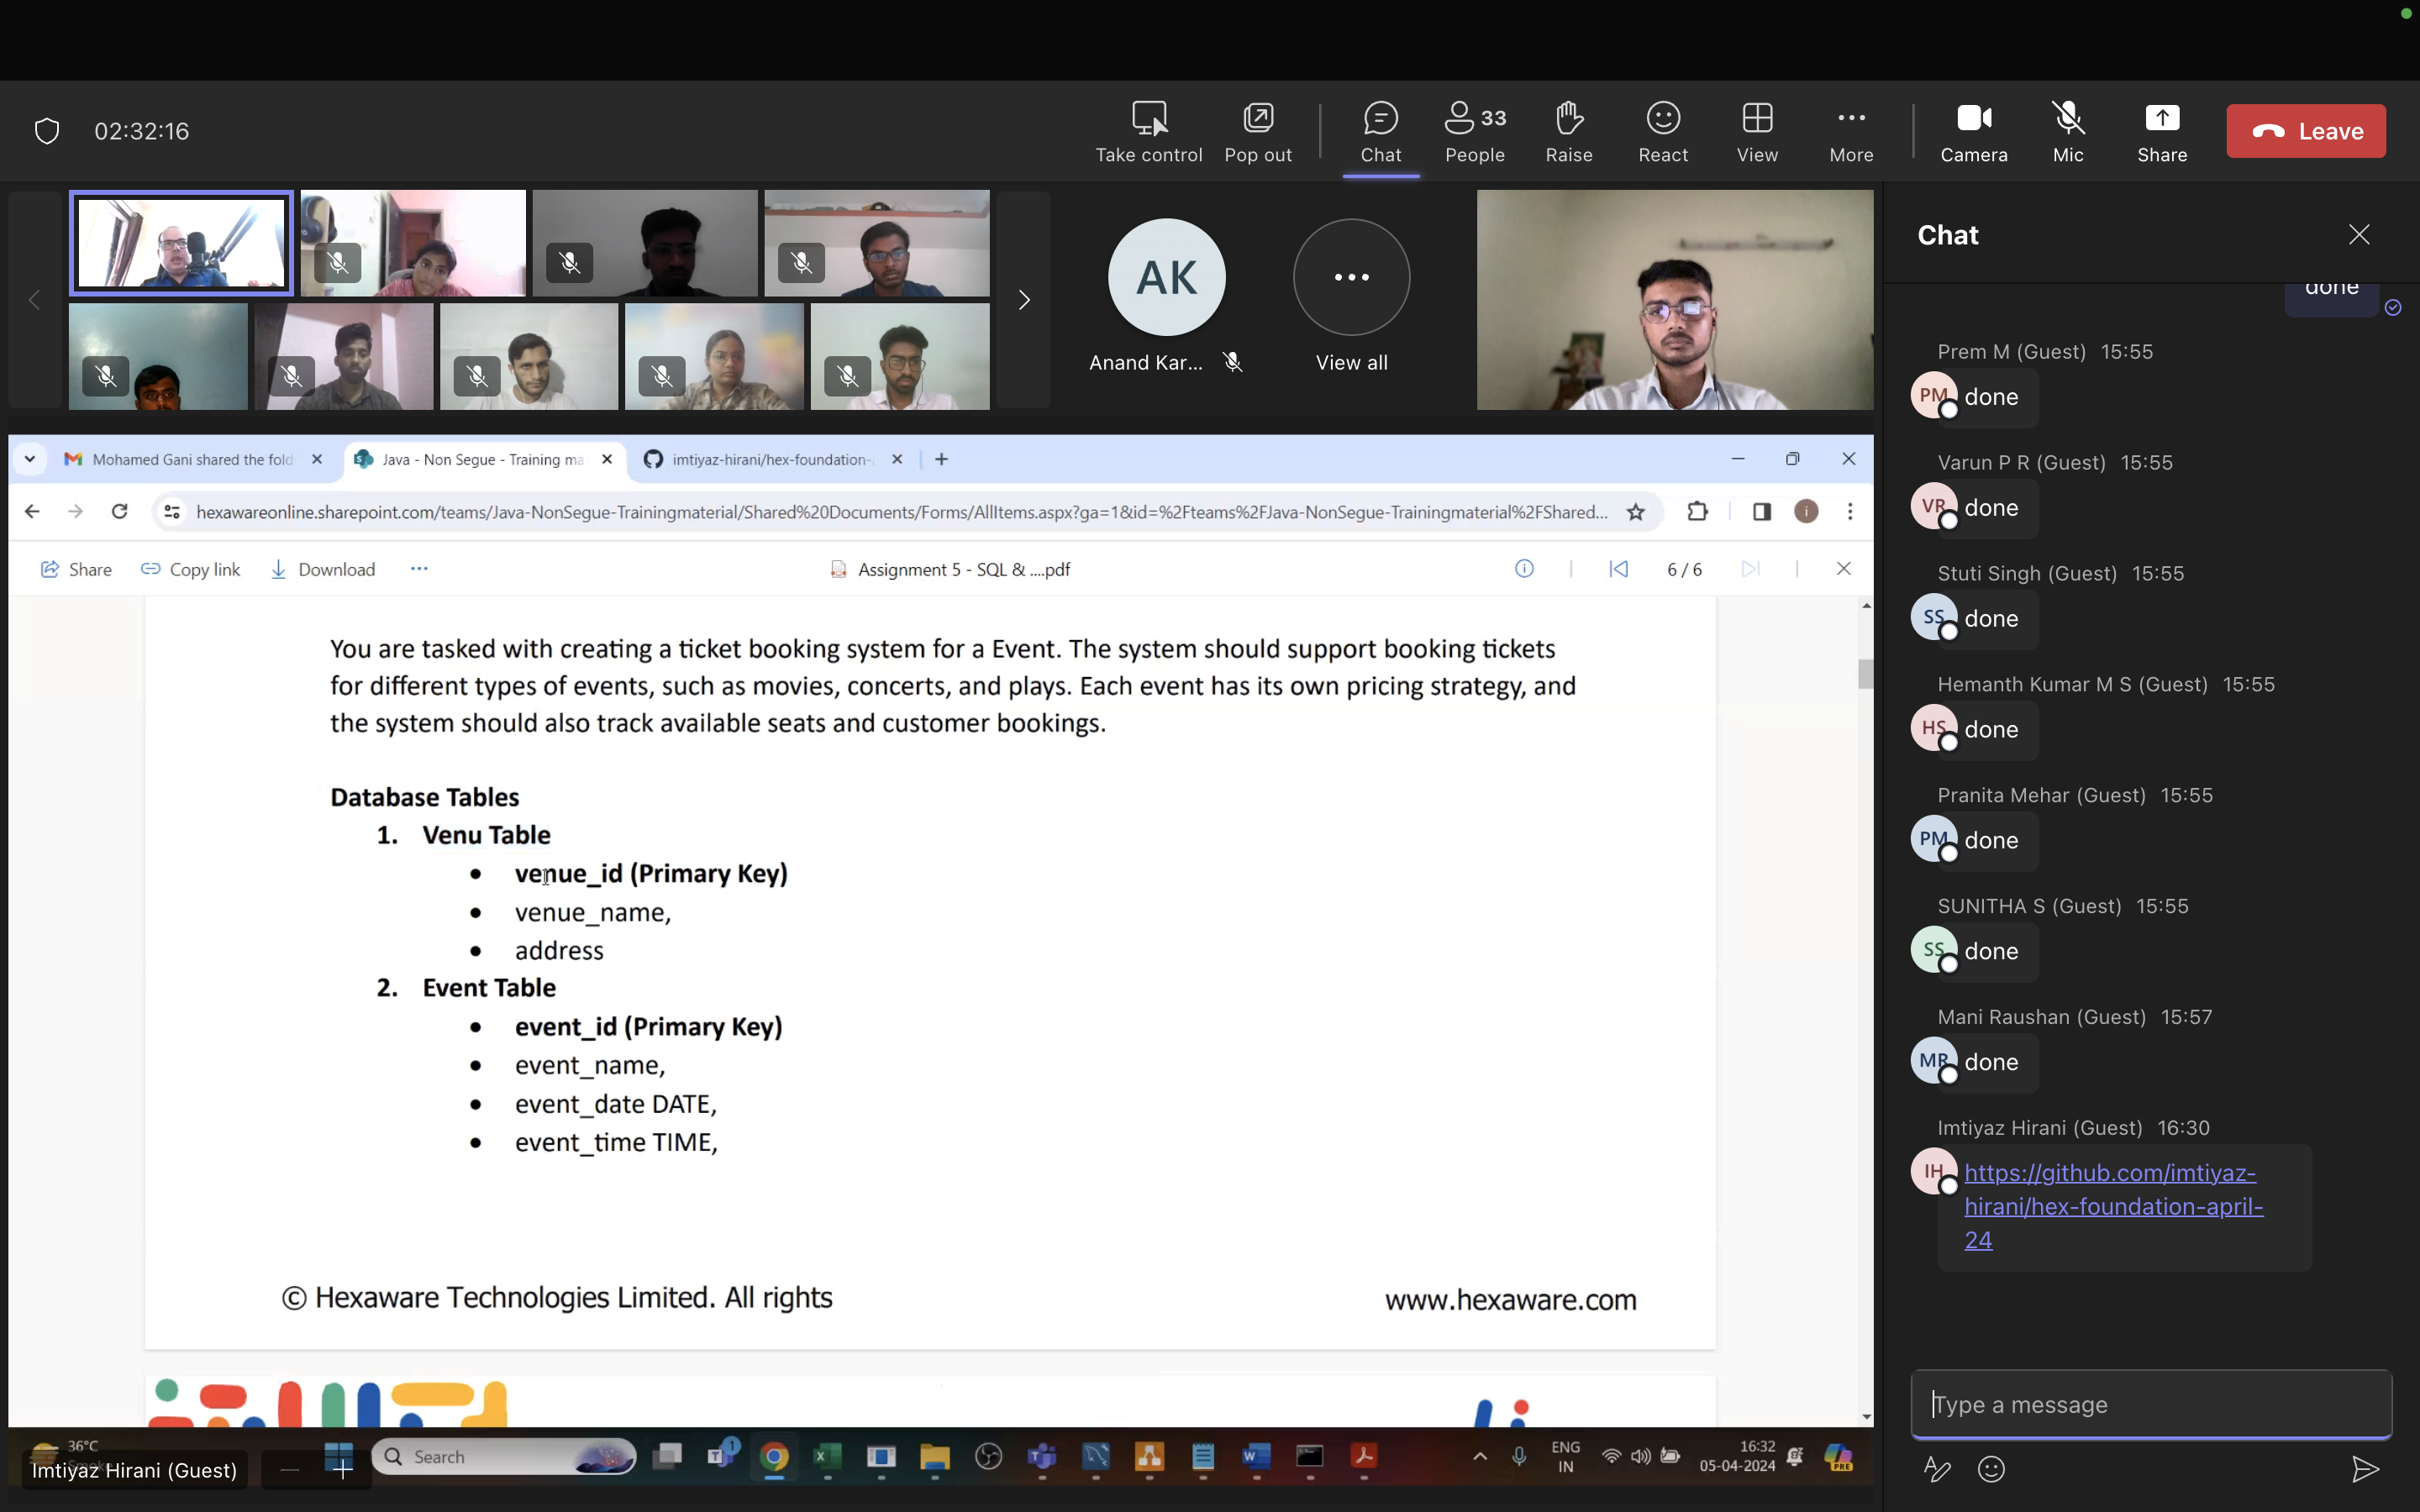 02:32:16
Take control
Pop out
Chat
33
People
Raise
React
View
More
Camera
Mic
Share
Leave
AK
Anand Kar...
View all
Mohamed Gani shared the fold
Java - Non Segue - Training ma
imtiyaz-hirani/hex-foundation-
hexawareonline.sharepoint.com/teams/Java-NonSegue-Trainingmaterial/Shared%20Documents/Forms/AllItems.aspx?ga=1&id=%2Fteams%2FJava-NonSegue-Trainingmaterial%2FShared...
i
Share
Copy link
Download
Assignment 5 - SQL & ....pdf
6 / 6
You are tasked with creating a ticket booking system for a Event. The system should support booking tickets
for different types of events, such as movies, concerts, and plays. Each event has its own pricing strategy, and
the system should also track available seats and customer bookings.
Database Tables
1. Venu Table
• venue_id (Primary Key)
• venue_name,
• address
2. Event Table
• event_id (Primary Key)
• event_name,
• event_date DATE,
• event_time TIME,
© Hexaware Technologies Limited. All rights
www.hexaware.com
36°C
Imtiyaz Hirani (Guest)
Search
1
ENG
IN
16:32
05-04-2024
PRE
Chat
done
Prem M (Guest) 15:55
PM
done
Varun P R (Guest) 15:55
VR
done
Stuti Singh (Guest) 15:55
SS
done
Hemanth Kumar M S (Guest) 15:55
HS
done
Pranita Mehar (Guest) 15:55
PM
done
SUNITHA S (Guest) 15:55
SS
done
Mani Raushan (Guest) 15:57
MR
done
Imtiyaz Hirani (Guest) 16:30
IH
https://github.com/imtiyaz-
hirani/hex-foundation-april-
24
Type a message